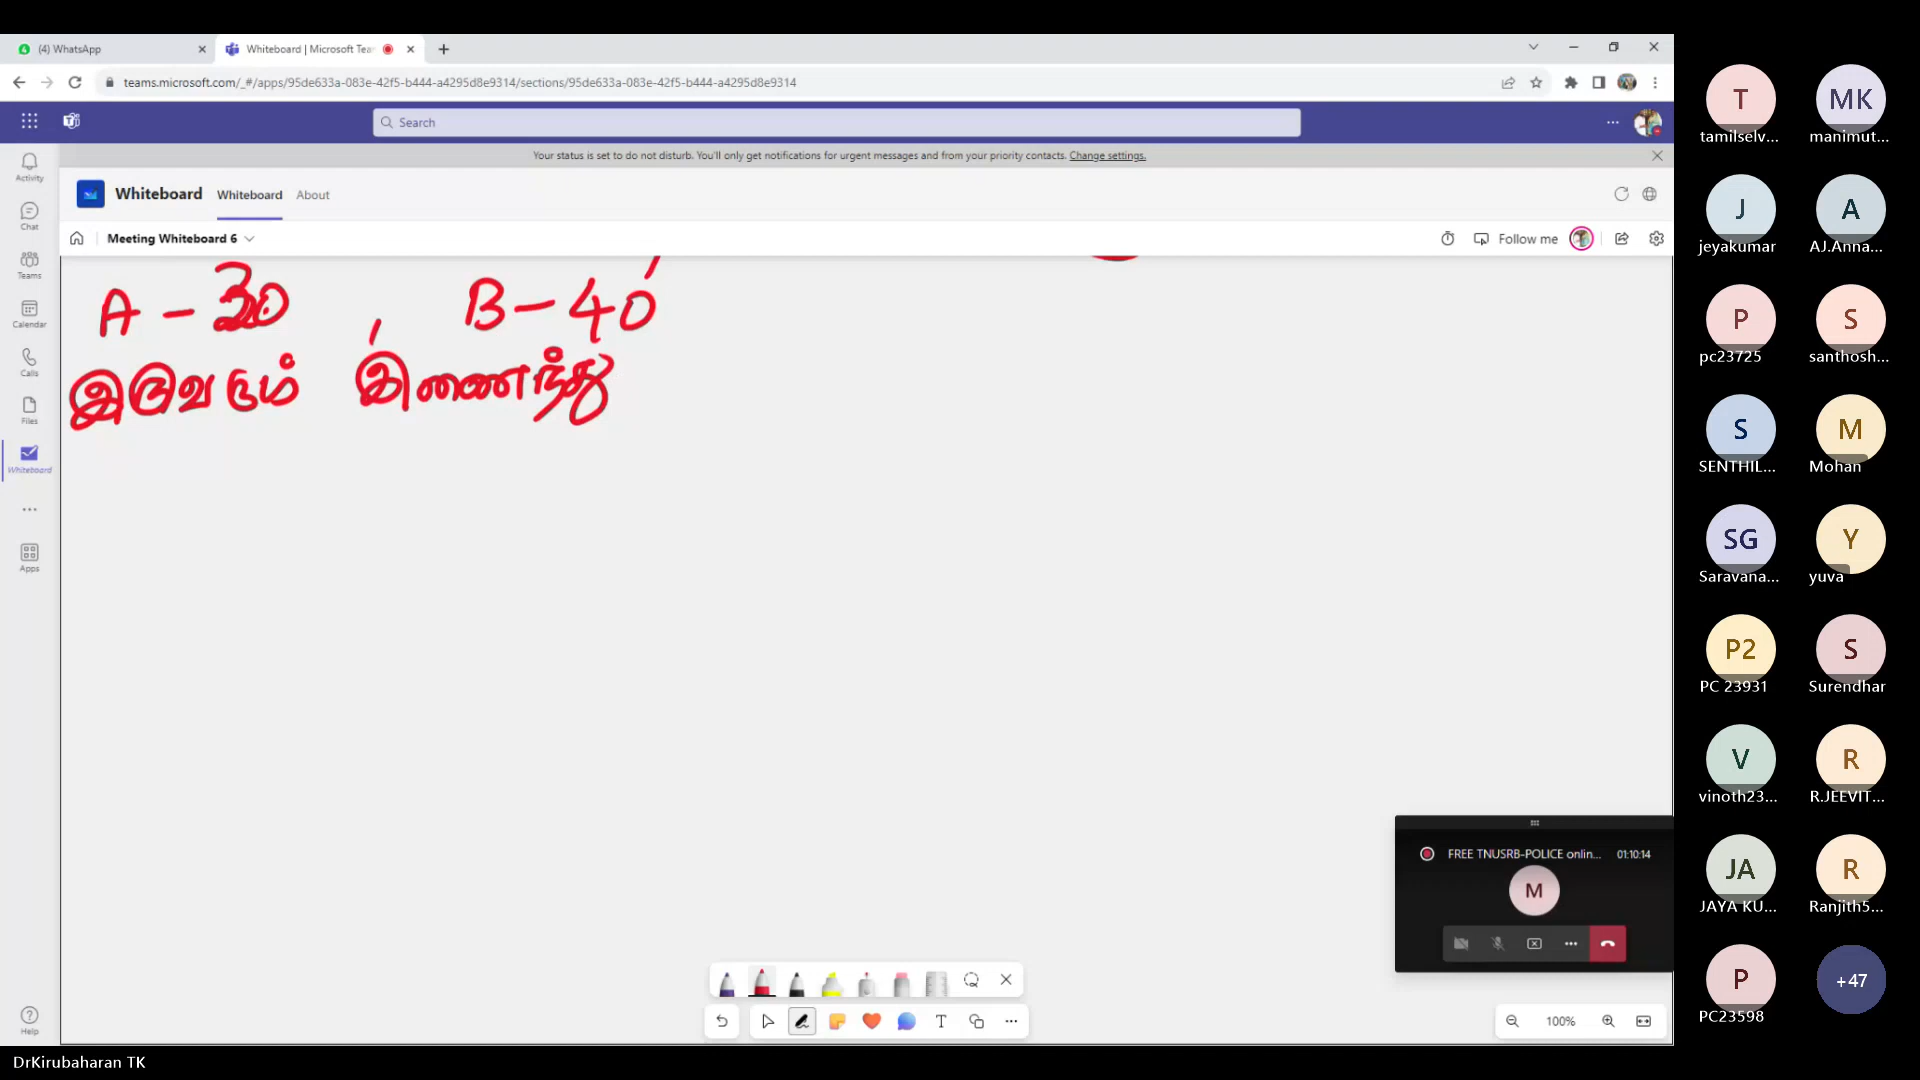 (4) WhatsApp
Whiteboard | Microsoft Tea
teams.microsoft.com/_#/apps/95de633a-083e-42f5-b444-a4295d8e9314/sections/95de633a-083e-42f5-b444-a4295d8e9314
Search
Your status is set to do not disturb. You'll only get notifications for urgent messages and from your priority contacts. Change settings.
Whiteboard Whiteboard About
Meeting Whiteboard 6
Follow me
Activity
Chat
Teams
Calendar
Calls
Files
Whiteboard
Apps
Help
A - 30 B - 40
இருவரும் இணைந்து
FREE TNUSRB-POLICE onlin... 01:10:14
M
T
100%
DrKirubaharan TK
T MK
tamilselv... manimut...
J A
jeyakumar AJ.Anna...
P S
pc23725 santhosh...
S M
SENTHIL... Mohan
SG Y
Saravana... yuva
P2 S
PC 23931 Surendhar
V R
vinoth23... R.JEEVIT...
JA R
JAYA KU... Ranjith5...
P +47
PC23598